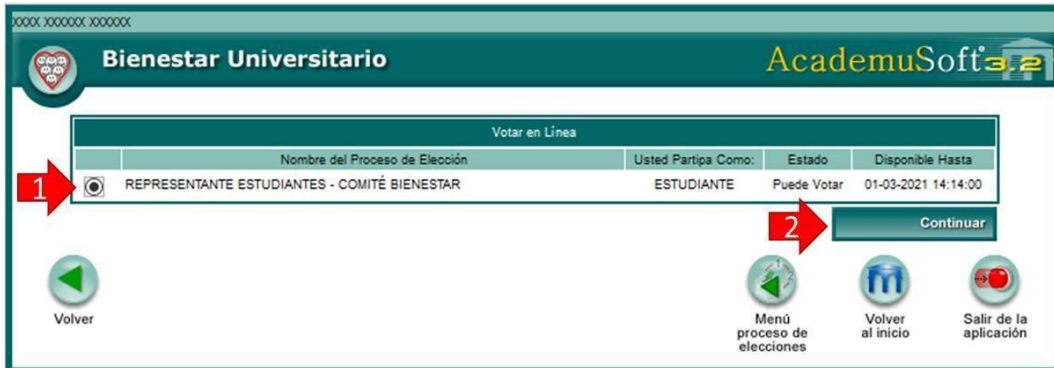 XXXX XXXXXX XXXXXX
Bienestar Universitario
AcademuSoft 3.2
Votar en Línea
Nombre del Proceso de Elección Usted Partipa Como: Estado Disponible Hasta
1 REPRESENTANTE ESTUDIANTES - COMITÉ BIENESTAR ESTUDIANTE Puede Votar 01-03-2021 14:14:00
2 Continuar
Volver
Menú
proceso de
elecciones
Volver
al inicio
Salir de la
aplicación